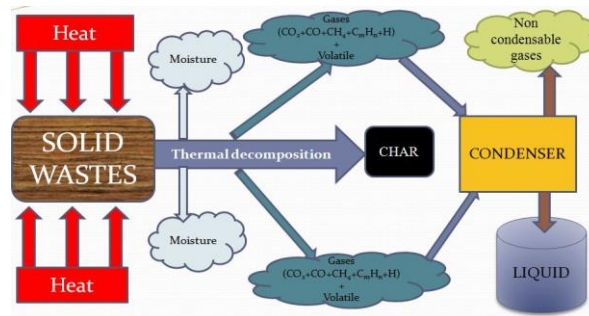 Heat
Moisture
Gases
(CO₂+CO+CH₄+CₘHₙ+H)
+
Volatile
Non
condensable
gases
SOLID
WASTES
Thermal decomposition
CHAR
CONDENSER
Moisture
Heat
Gases
(CO₂+CO+CH₄+CₘHₙ+H)
+
Volatile
LIQUID